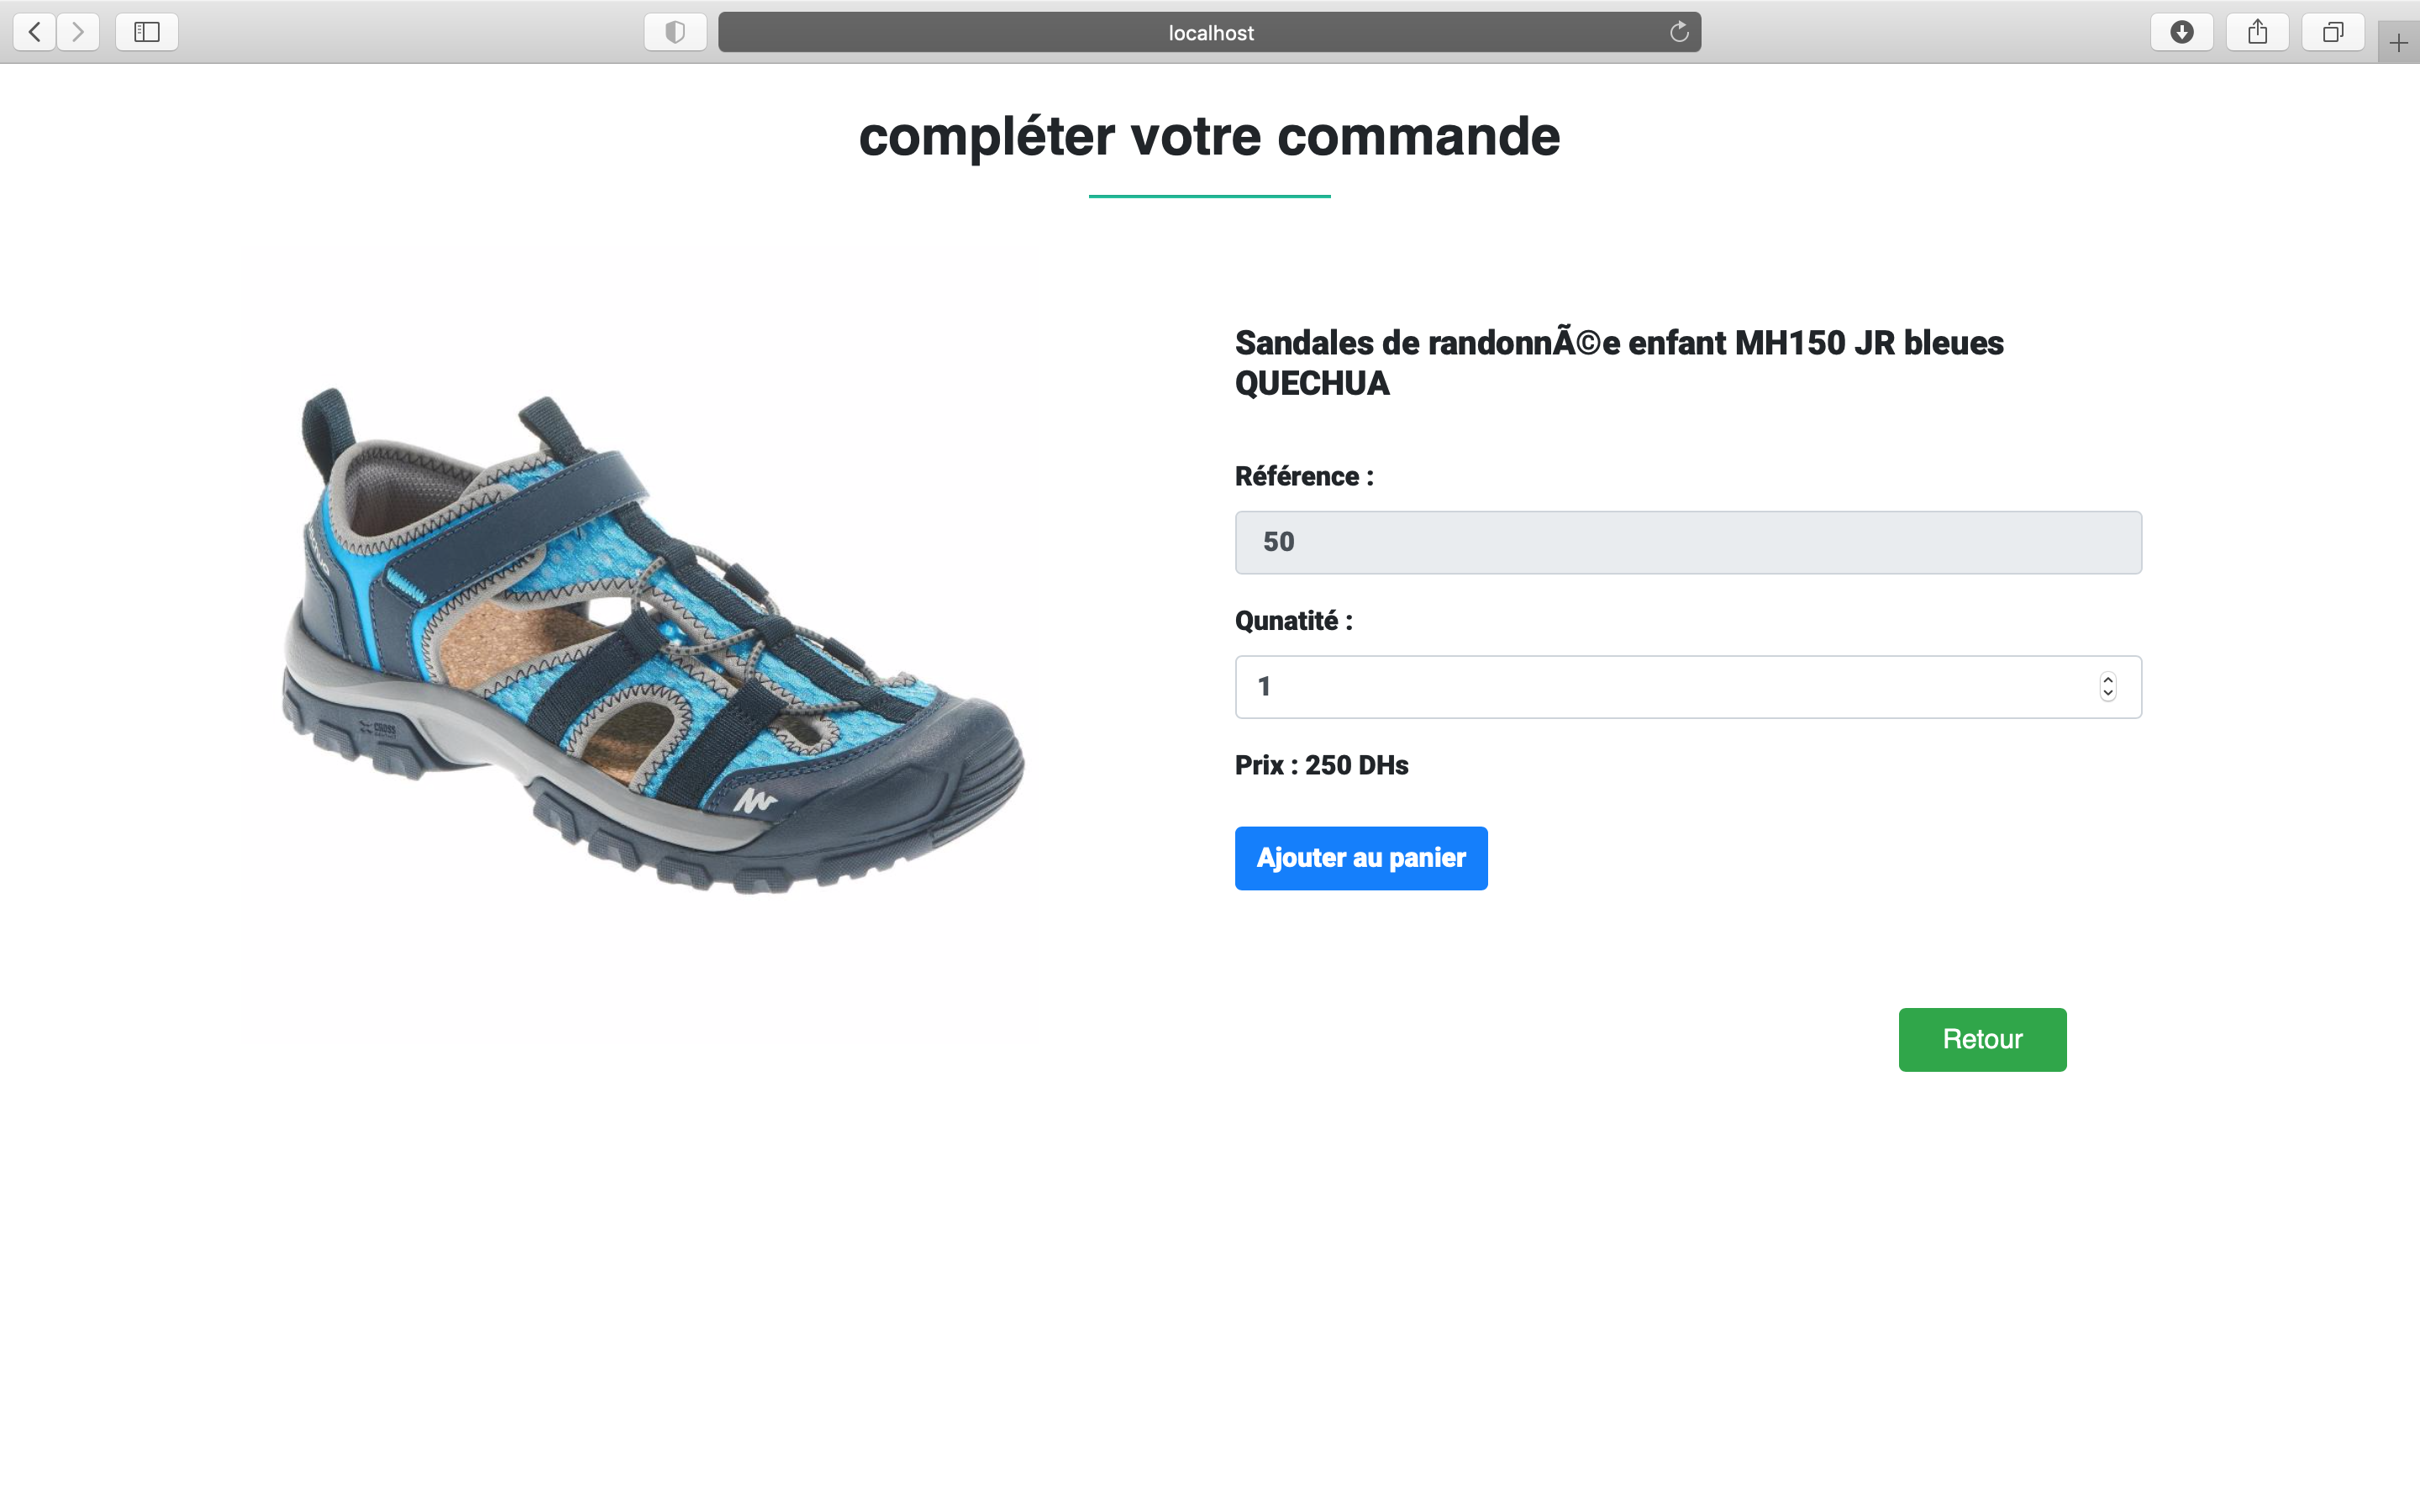 localhost
compléter votre commande
Sandales de randonnÃ©e enfant MH150 JR bleues
QUECHUA
Référence :
50
Qunatité :
1
Prix : 250 DHs
Ajouter au panier
Retour